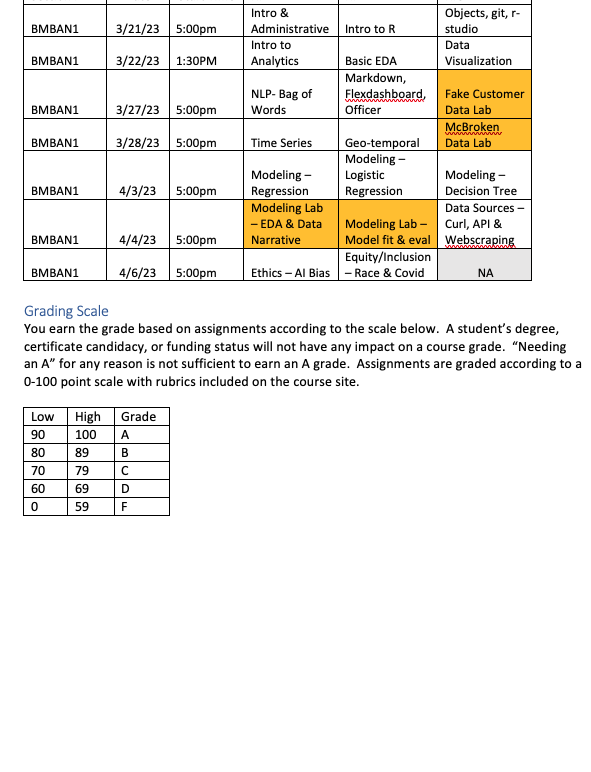 Intro & Administrative
Objects, git, r-studio
BMBAN1 3/21/23 5:00pm Intro to R
BMBAN1 3/22/23 1:30PM Intro to Analytics Basic EDA Data Visualization
BMBAN1 3/27/23 5:00pm NLP- Bag of Words Markdown, Flexdashboard, Officer Fake Customer Data Lab
BMBAN1 3/28/23 5:00pm Time Series Geo-temporal McBroken Data Lab
BMBAN1 4/3/23 5:00pm Modeling – Regression Modeling – Logistic Regression Modeling – Decision Tree
BMBAN1 4/4/23 5:00pm Modeling Lab – EDA & Data Narrative Modeling Lab – Model fit & eval Data Sources – Curl, API & Webscraping
BMBAN1 4/6/23 5:00pm Ethics – AI Bias Equity/Inclusion – Race & Covid NA
Grading Scale
You earn the grade based on assignments according to the scale below.  A student’s degree,
certificate candidacy, or funding status will not have any impact on a course grade.  “Needing
an A” for any reason is not sufficient to earn an A grade.  Assignments are graded according to a
0-100 point scale with rubrics included on the course site.
Low High Grade
90 100 A
80 89 B
70 79 C
60 69 D
0 59 F